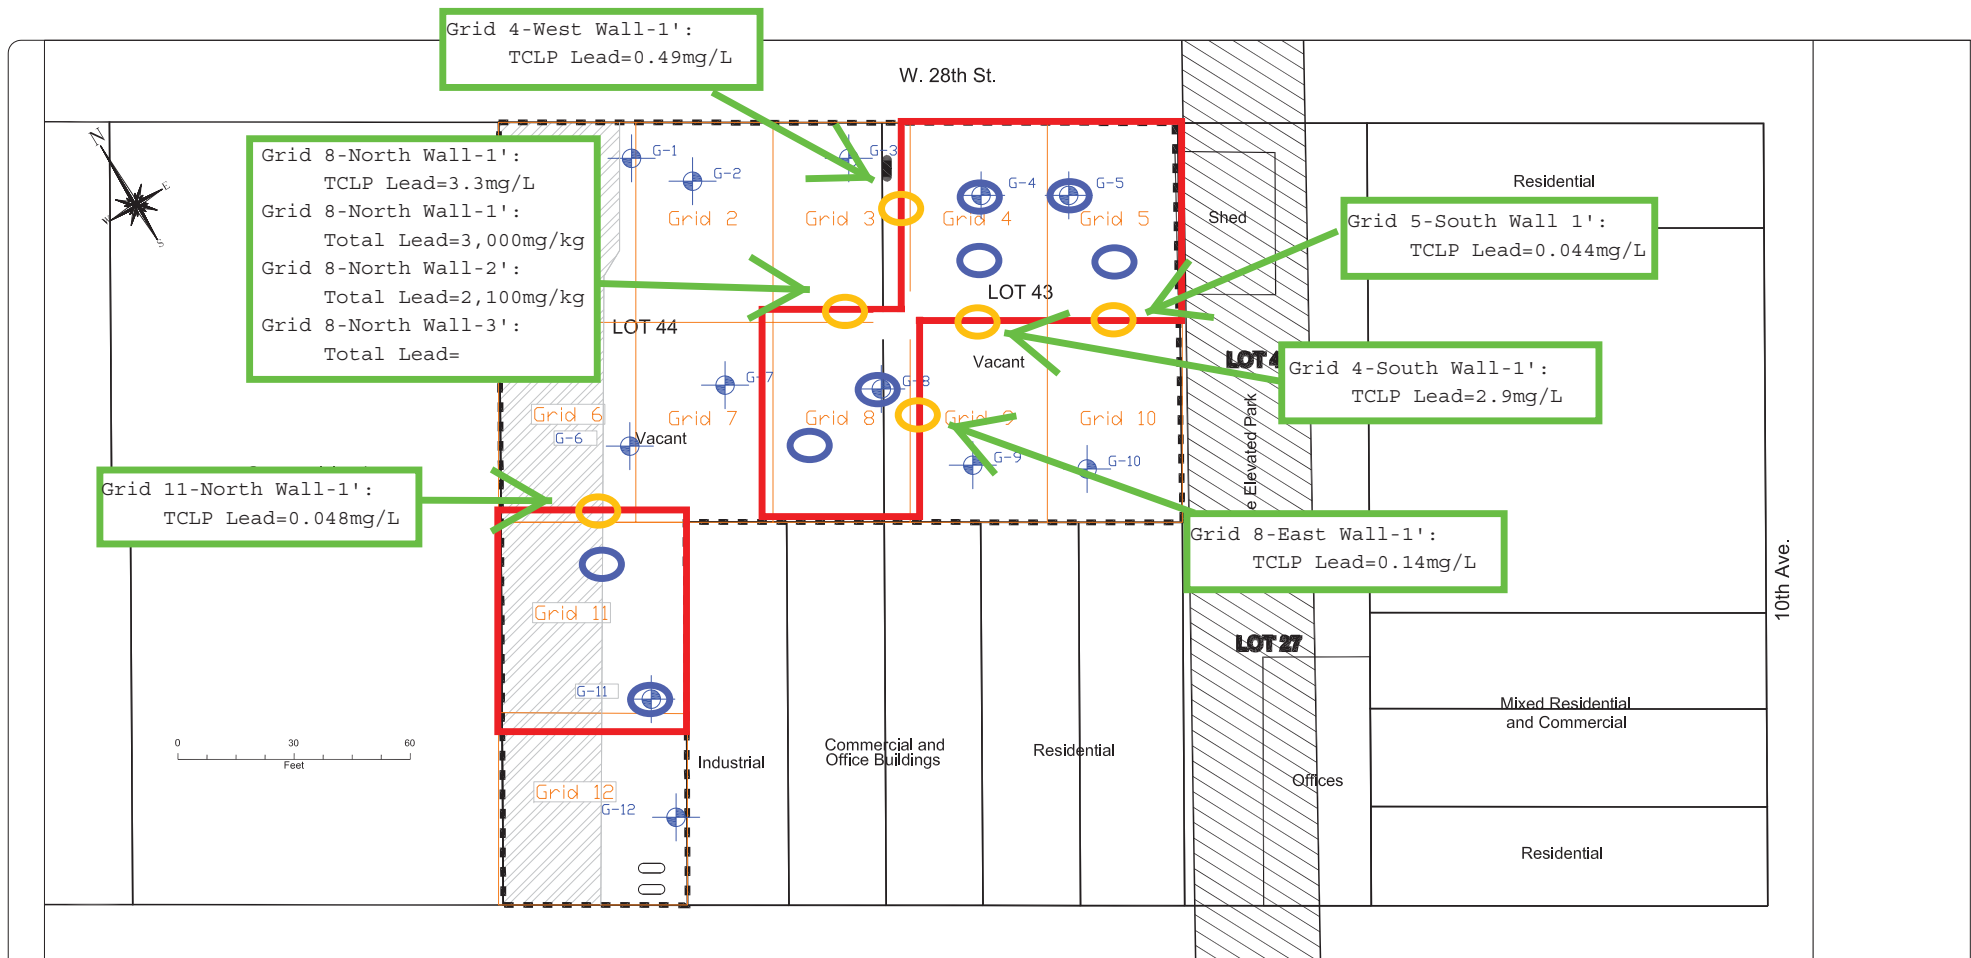 Grid 4-West Wall-1':
TCLP Lead=0.49mg/L
W. 28th St.
N
E
W
S
Grid 8-North Wall-1':
TCLP Lead=3.3mg/L
Grid 8-North Wall-1':
Total Lead=3,000mg/kg
Grid 8-North Wall-2':
Total Lead=2,100mg/kg
Grid 8-North Wall-3':
Total Lead=
G-1
G-2
G-3
G-4
G-5
Grid 2
Grid 3
Grid 4
Grid 5
Shed
Residential
Grid 5-South Wall 1':
TCLP Lead=0.044mg/L
LOT 43
LOT 44
Vacant
LOT 4
Grid 4-South Wall-1':
TCLP Lead=2.9mg/L
G-7
G-8
Grid 6
Grid 7
Grid 8
Grid 9
Grid 10
G-6
Vacant
G-9
G-10
e Elevated Park
Grid 11-North Wall-1':
TCLP Lead=0.048mg/L
Grid 8-East Wall-1':
TCLP Lead=0.14mg/L
10th Ave.
Grid 11
LOT 27
G-11
Mixed Residential
and Commercial
0 30 60
Feet
Industrial
Commercial and
Office Buildings
Residential
Offices
Grid 12
G-12
Residential